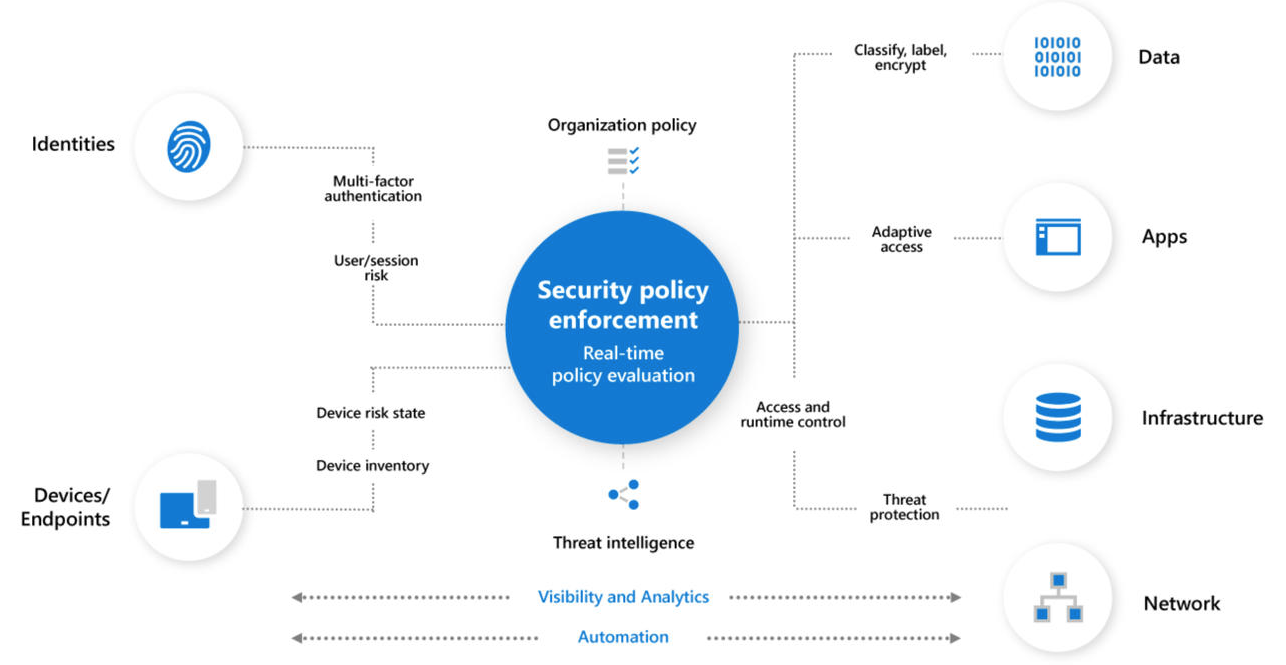 Identities
Multi-factor
authentication
User/session
risk
Device risk state
Device inventory
Devices/
Endpoints
Organization policy
Security policy
enforcement
Real-time
policy evaluation
Threat intelligence
Classify, label,
encrypt
Data
101010
010101
101010
Adaptive
access
Apps
Access and
runtime control
Infrastructure
Threat
protection
Network
Visibility and Analytics
Automation